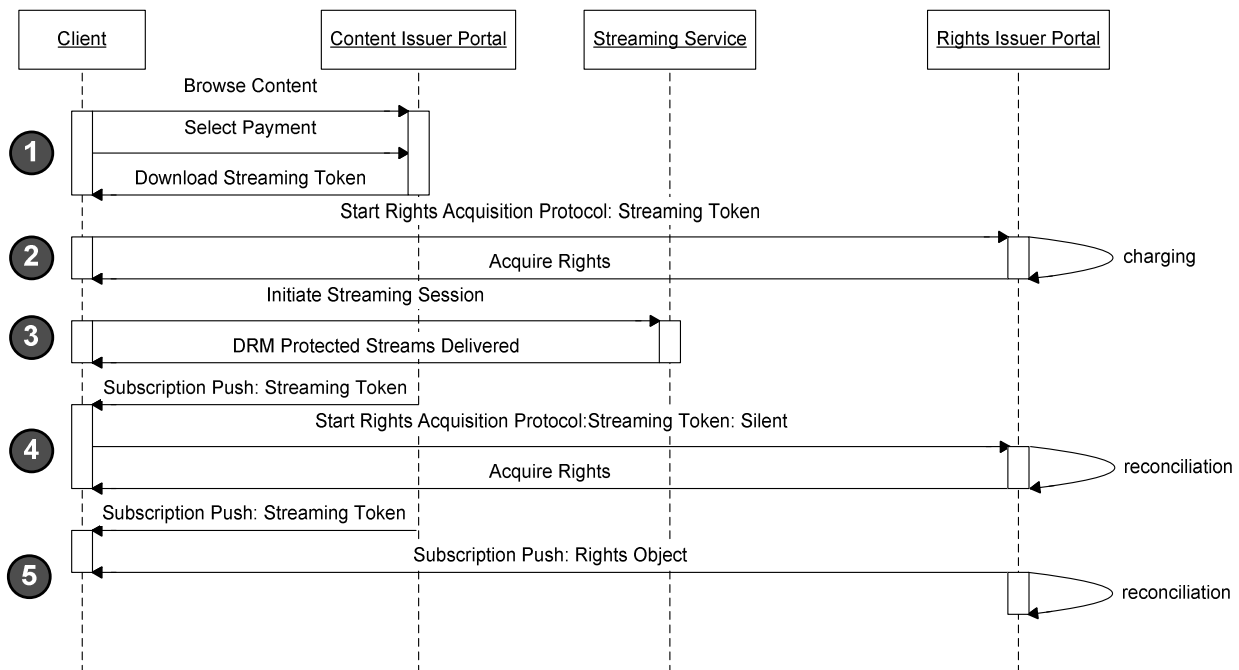 Client
Content Issuer Portal
Streaming Service
Rights Issuer Portal
Browse Content
1
Select Payment
Download Streaming Token
Start Rights Acquisition Protocol: Streaming Token
2
Acquire Rights
charging
Initiate Streaming Session
3
DRM Protected Streams Delivered
Subscription Push: Streaming Token
Start Rights Acquisition Protocol:Streaming Token: Silent
4
Acquire Rights
reconciliation
Subscription Push: Streaming Token
Subscription Push: Rights Object
5
reconciliation